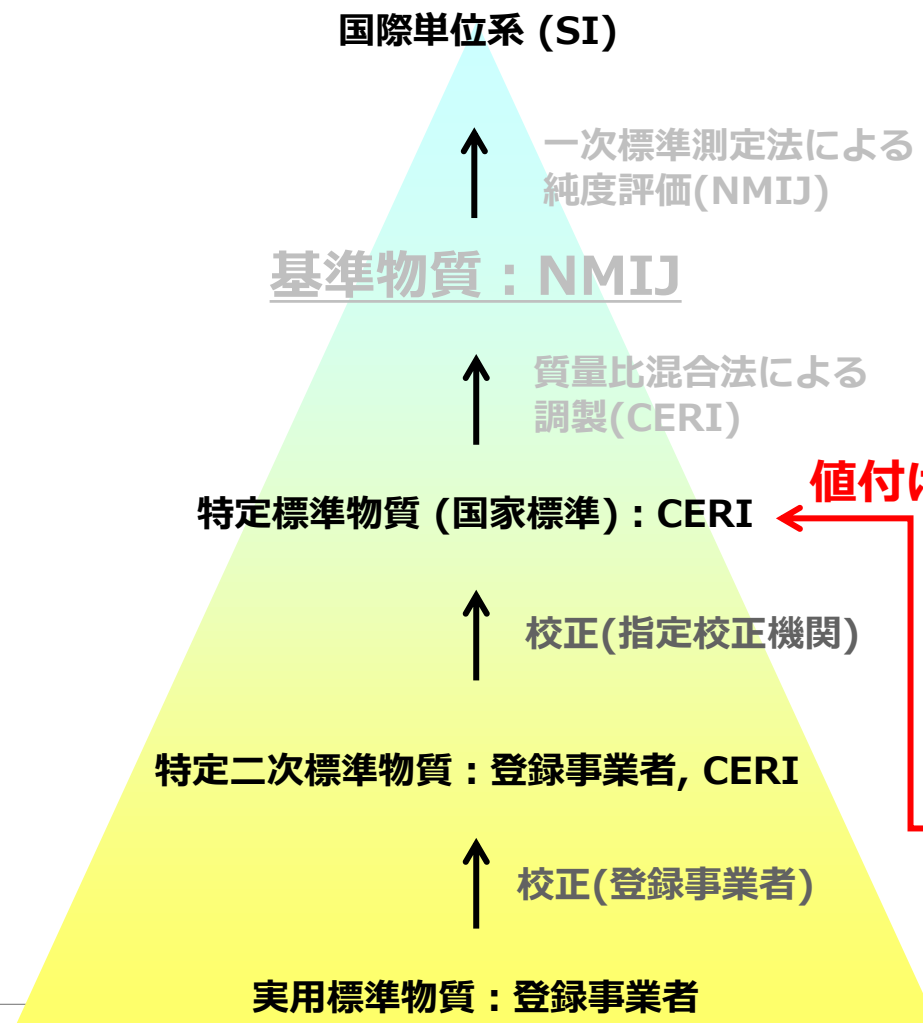 国際単位系 (SI)
一次標準測定法による
純度評価(NMIJ)
基準物質：NMIJ
質量比混合法による
調製(CERI)
値付け
特定標準物質 (国家標準)：CERI
校正(指定校正機関)
特定二次標準物質：登録事業者, CERI
校正(登録事業者)
実用標準物質：登録事業者